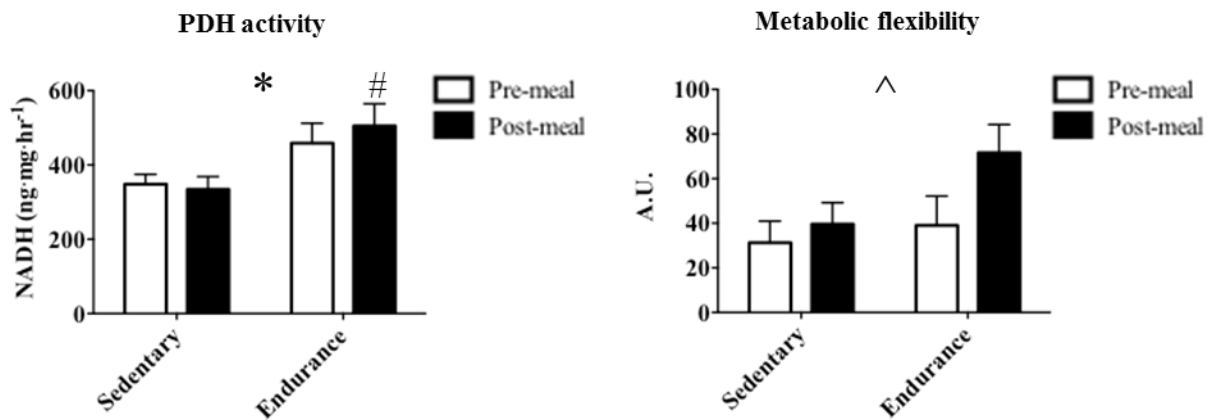 PDH activity
NADH (ng·mg·hr⁻¹)
600
400
200
0
*
#
Pre-meal
Post-meal
Sedentary
Endurance
Metabolic flexibility
A.U.
100
80
60
40
20
0
^
Pre-meal
Post-meal
Sedentary
Endurance